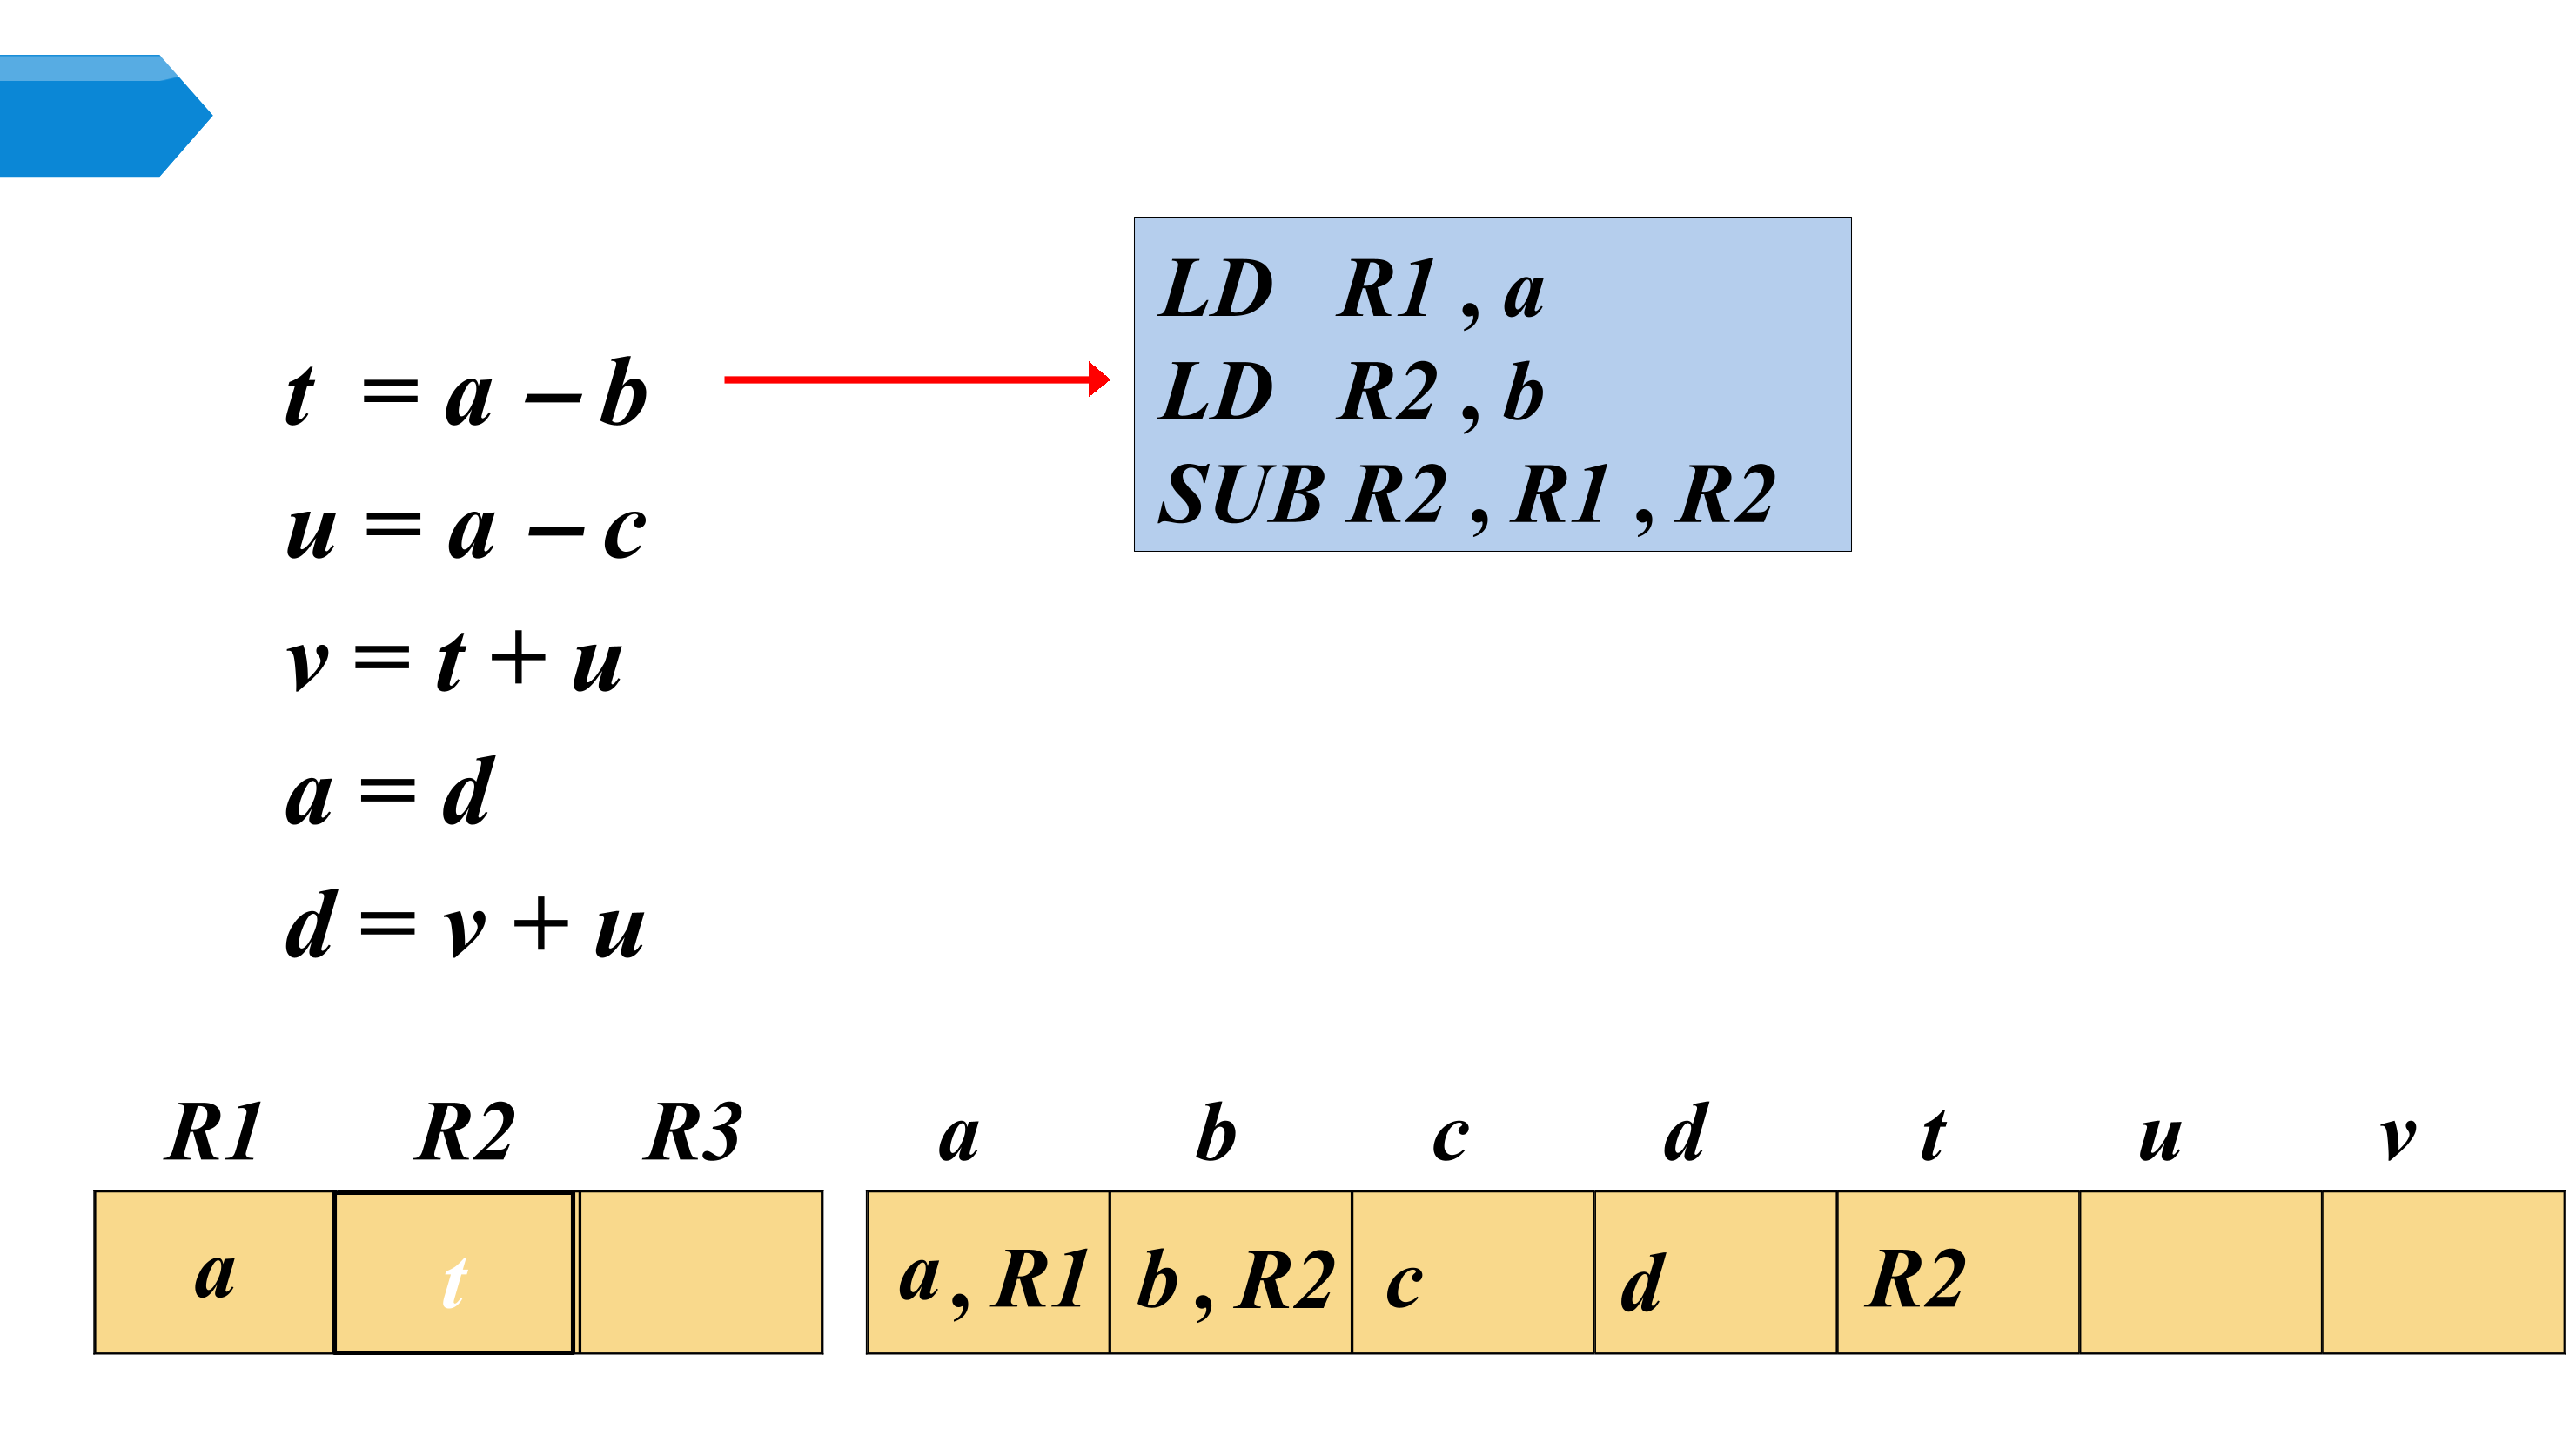 LD R1 , a
LD R2 , b
SUB R2 , R1 , R2
t = a – b
u = a – c
v = t + u
a = d
d = v + u
R1 R2 R3 a b c d t u v
a t a , R1 b , R2 c d R2